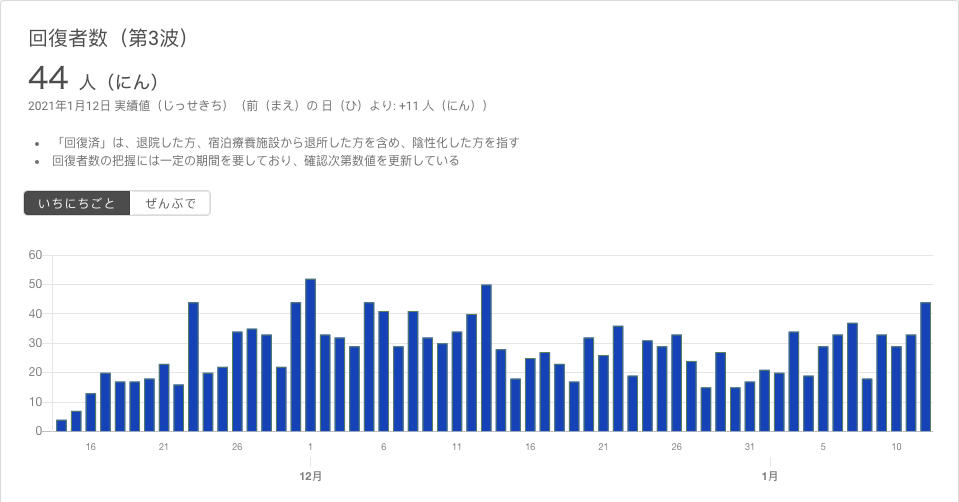 回復者数（第3波）
44 人（にん）
2021年1月12日 実績値（じっせきち）（前（まえ）の 日（ひ）より: +11 人（にん））
• 「回復済」は、退院した方、宿泊療養施設から退所した方を含め、陰性化した方を指す
• 回復者数の把握には一定の期間を要しており、確認次第数値を更新している
いちにちごと ぜんぶで
60
50
40
30
20
10
0
16 21 26 1 6 11 16 21 26 31 5 10
12月 1月